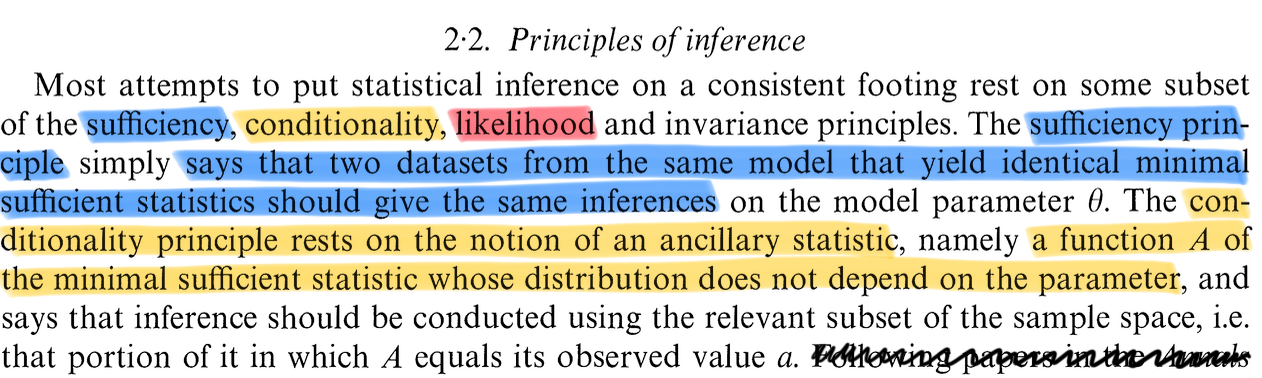 2·2. Principles of inference
Most attempts to put statistical inference on a consistent footing rest on some subset
of the sufficiency, conditionality, likelihood and invariance principles. The sufficiency prin-
ciple simply says that two datasets from the same model that yield identical minimal
sufficient statistics should give the same inferences on the model parameter θ. The con-
ditionality principle rests on the notion of an ancillary statistic, namely a function A of
the minimal sufficient statistic whose distribution does not depend on the parameter, and
says that inference should be conducted using the relevant subset of the sample space, i.e.
that portion of it in which A equals its observed value a. Following papers in the